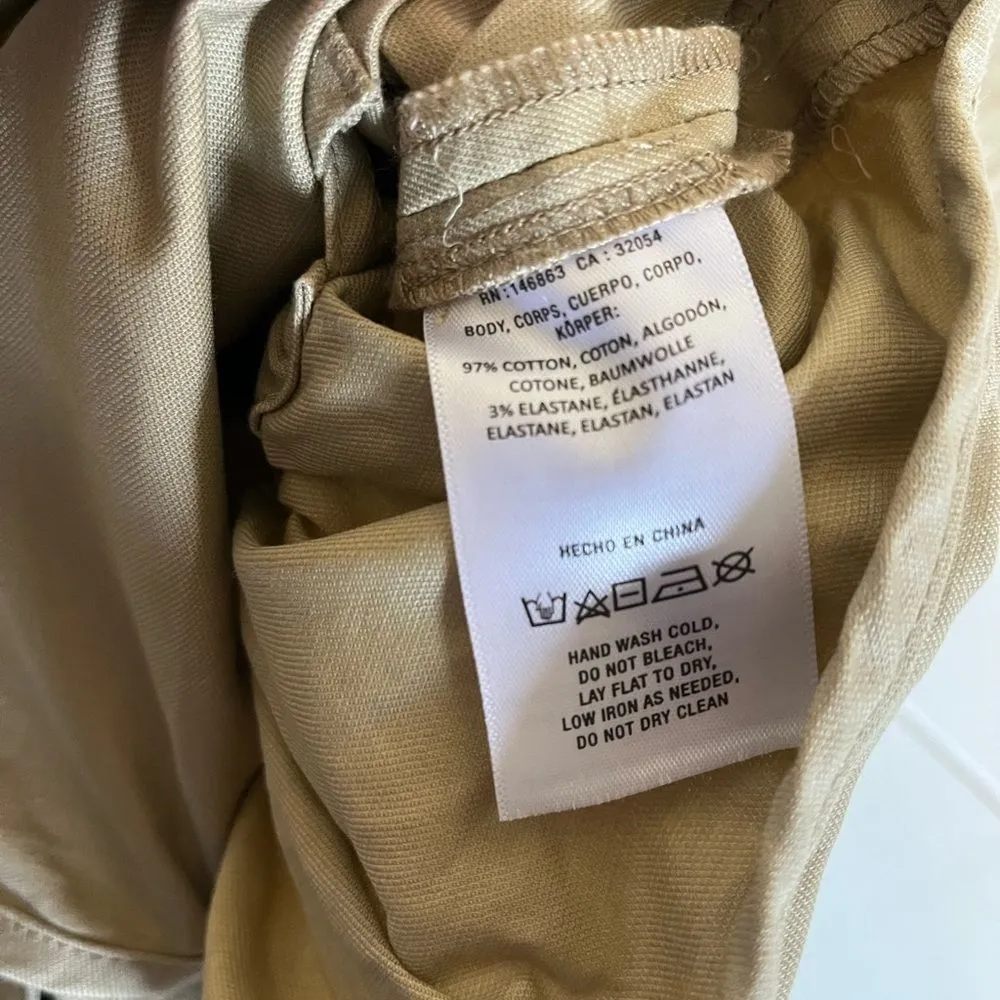 RN:146863 CA : 32054
BODY, CORPS, CUERPO, CORPO,
KÖRPER:
97% COTTON, COTON, ALGODÓN,
COTONE, BAUMWOLLE
3% ELASTANE, ÉLASTHANNE,
ELASTANE, ELASTAN, ELASTAN
HECHO EN CHINA
HAND WASH COLD,
DO NOT BLEACH,
LAY FLAT TO DRY,
LOW IRON AS NEEDED,
DO NOT DRY CLEAN